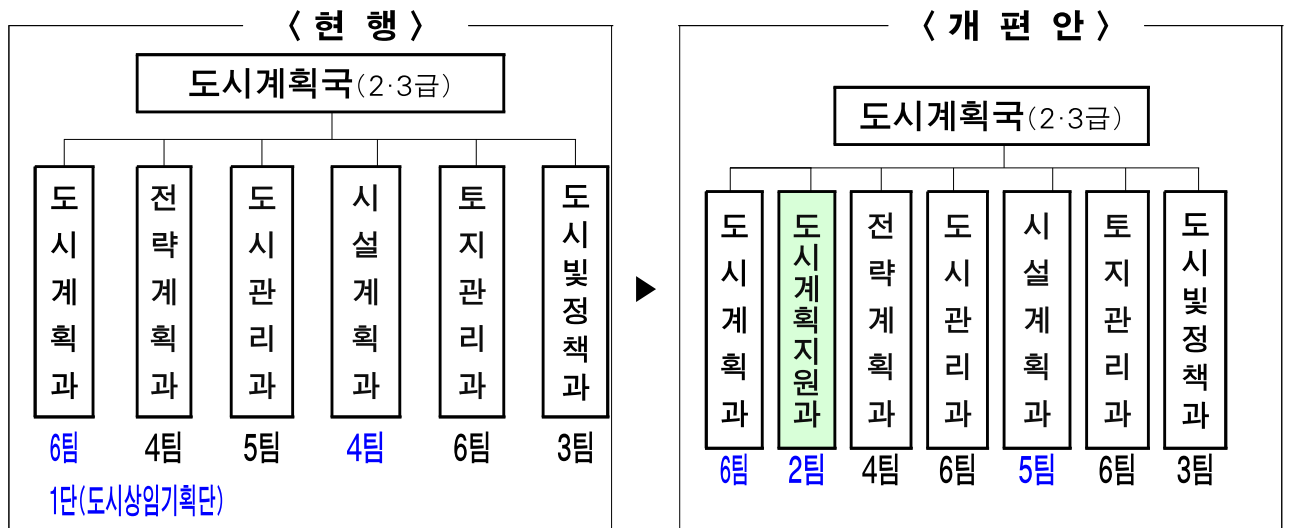 〈 현 행 〉
도시계획국(2·3급)
도시계획과
전략계획과
도시관리과
시설계획과
토지관리과
도시빛정책과
6팀
4팀
5팀
4팀
6팀
3팀
1단(도시상임기획단)
▶
〈 개 편 안 〉
도시계획국(2·3급)
도시계획과
도시계획지원과
전략계획과
도시관리과
시설계획과
토지관리과
도시빛정책과
6팀
2팀
4팀
6팀
5팀
6팀
3팀